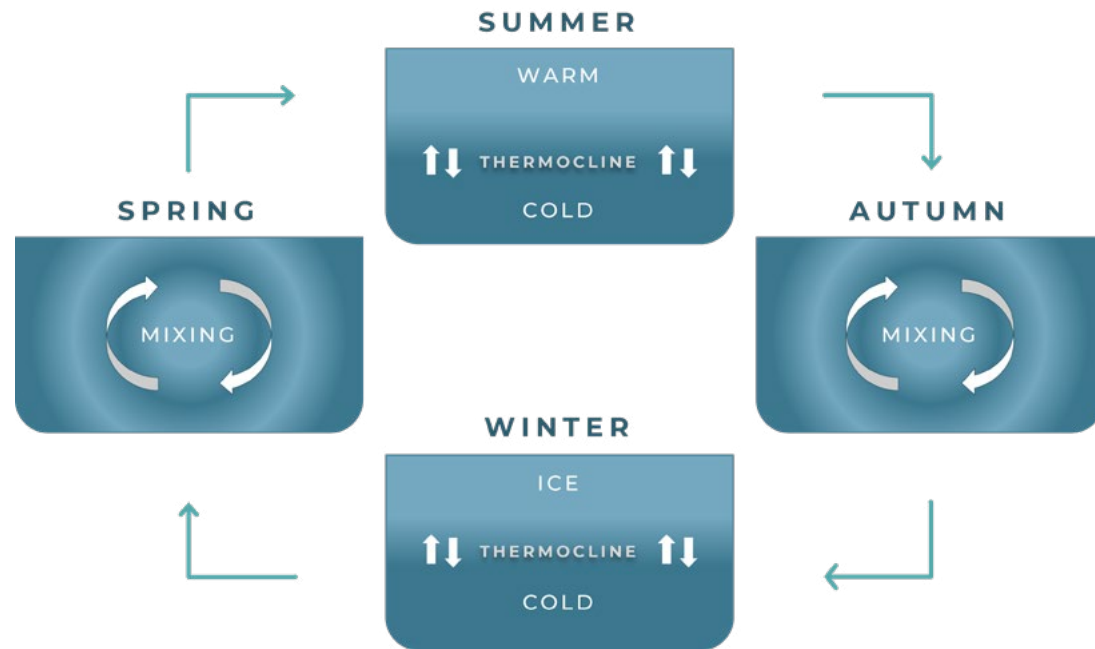 SUMMER
WARM
THERMOCLINE
COLD
SPRING
MIXING
AUTUMN
MIXING
WINTER
ICE
THERMOCLINE
COLD